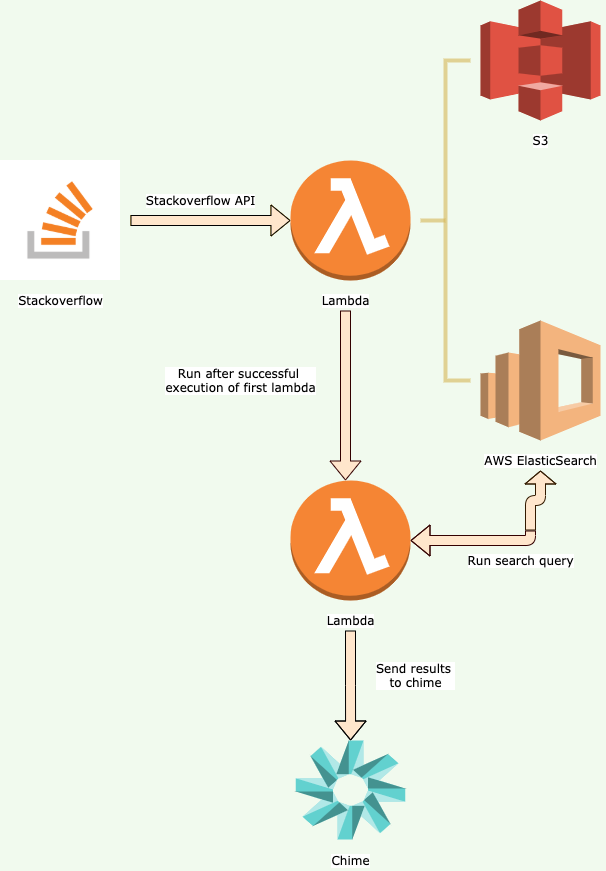 S3
Stackoverflow API
Stackoverflow
Lambda
Run after successful
execution of first lambda
AWS ElasticSearch
Run search query
Lambda
Send results
to chime
Chime